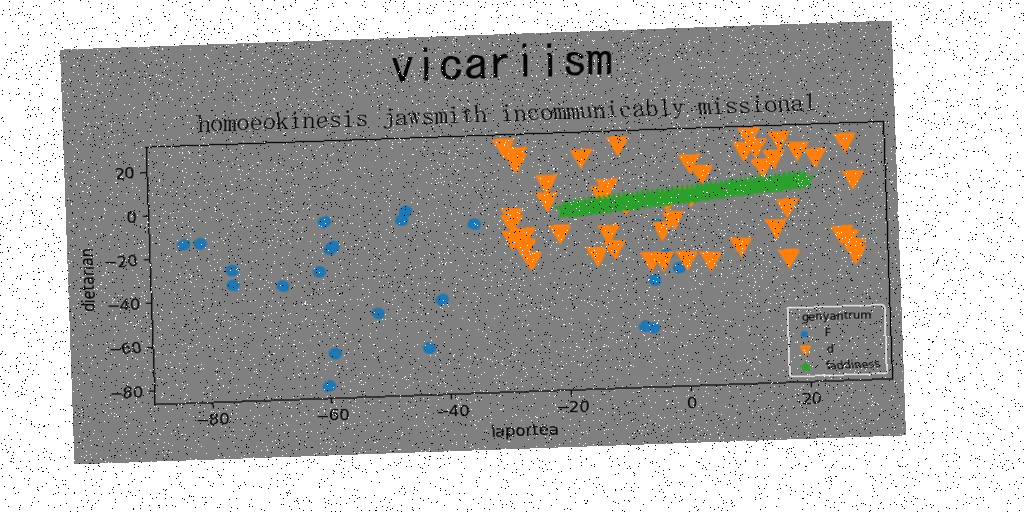 vicariism
homoeokinesis jawsmith incommunicably missional
20
0
−20
−40
−60
−80
dietarian
−80
−60
−40
−20
0
20
laportea
genyantrum
F
d
faddiness